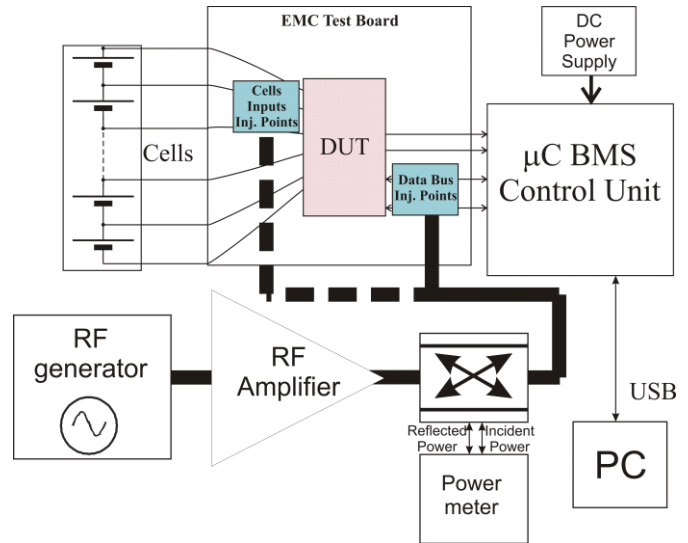 EMC Test Board
DC
Power
Supply
Cells
Inputs
Inj. Points
Cells
DUT
Data Bus
Inj. Points
μC BMS
Control Unit
RF
generator
RF
Amplifier
Reflected
Power
Incident
Power
Power
meter
USB
PC